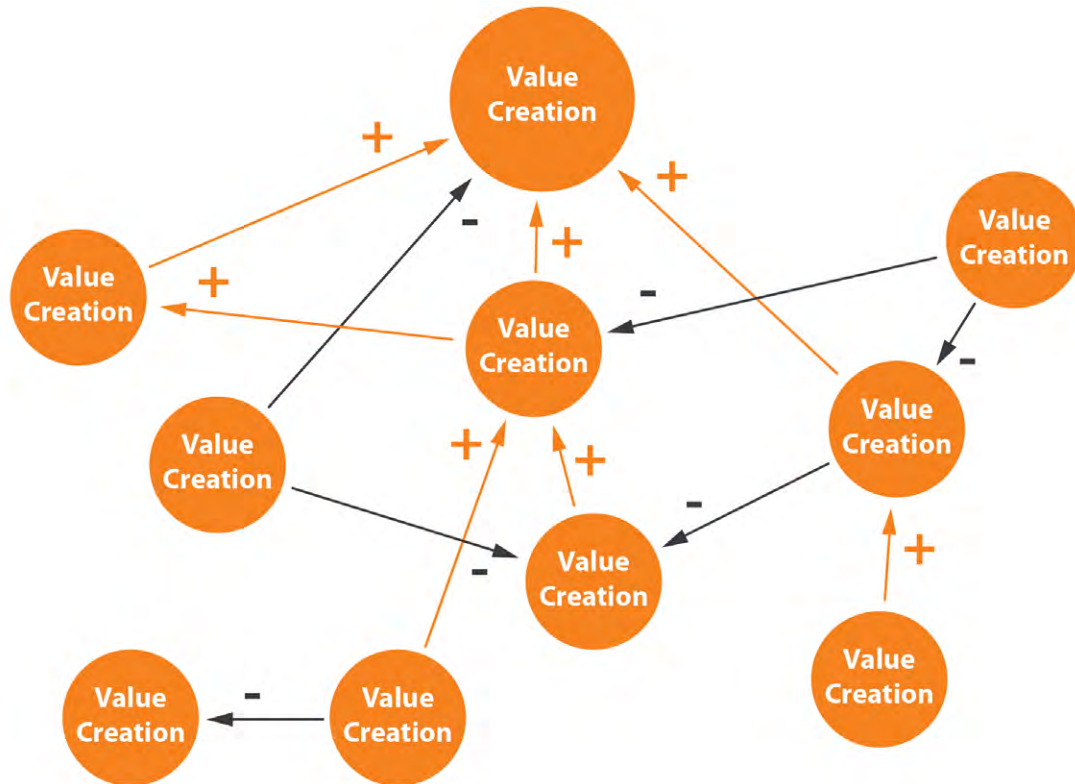 Value
Creation
+
+
-
+
+
-
-
Value
Creation
Value
Creation
Value
Creation
Value
Creation
Value
Creation
+
+
-
-
+
Value
Creation
Value
Creation
Value
Creation
-
Value
Creation